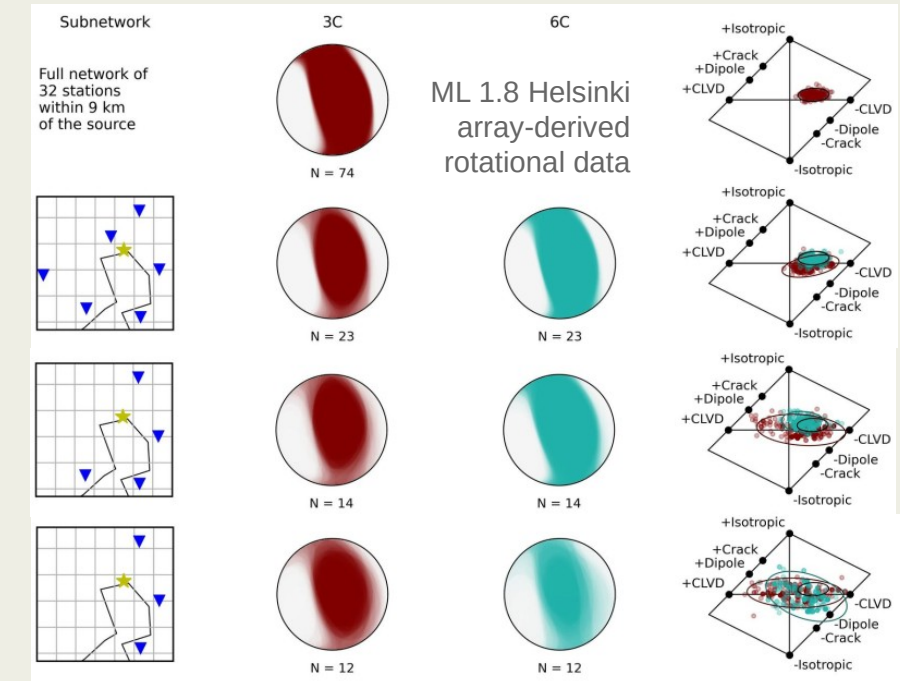 Subnetwork
3C
6C
Full network of
32 stations
within 9 km
of the source
N = 74
ML 1.8 Helsinki
array-derived
rotational data
+Isotropic
+Crack
+Dipole
+CLVD
-CLVD
-Dipole
-Crack
-Isotropic
N = 23
N = 23
+Isotropic
+Crack
+Dipole
+CLVD
-CLVD
-Dipole
-Crack
-Isotropic
N = 14
N = 14
+Isotropic
+Crack
+Dipole
+CLVD
-CLVD
-Dipole
-Crack
-Isotropic
N = 12
N = 12
+Isotropic
+Crack
+Dipole
+CLVD
-CLVD
-Dipole
-Crack
-Isotropic